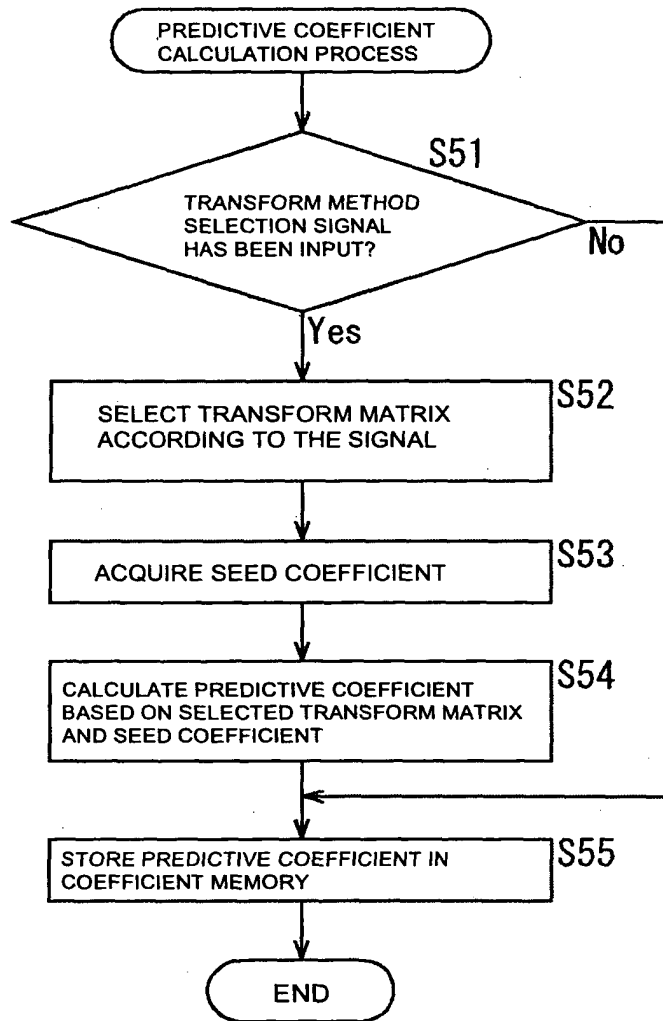 PREDICTIVE COEFFICIENT
CALCULATION PROCESS
S51
TRANSFORM METHOD
SELECTION SIGNAL
HAS BEEN INPUT?
No
Yes
S52
SELECT TRANSFORM MATRIX
ACCORDING TO THE SIGNAL
S53
ACQUIRE SEED COEFFICIENT
S54
CALCULATE PREDICTIVE COEFFICIENT
BASED ON SELECTED TRANSFORM MATRIX
AND SEED COEFFICIENT
S55
STORE PREDICTIVE COEFFICIENT IN
COEFFICIENT MEMORY
END